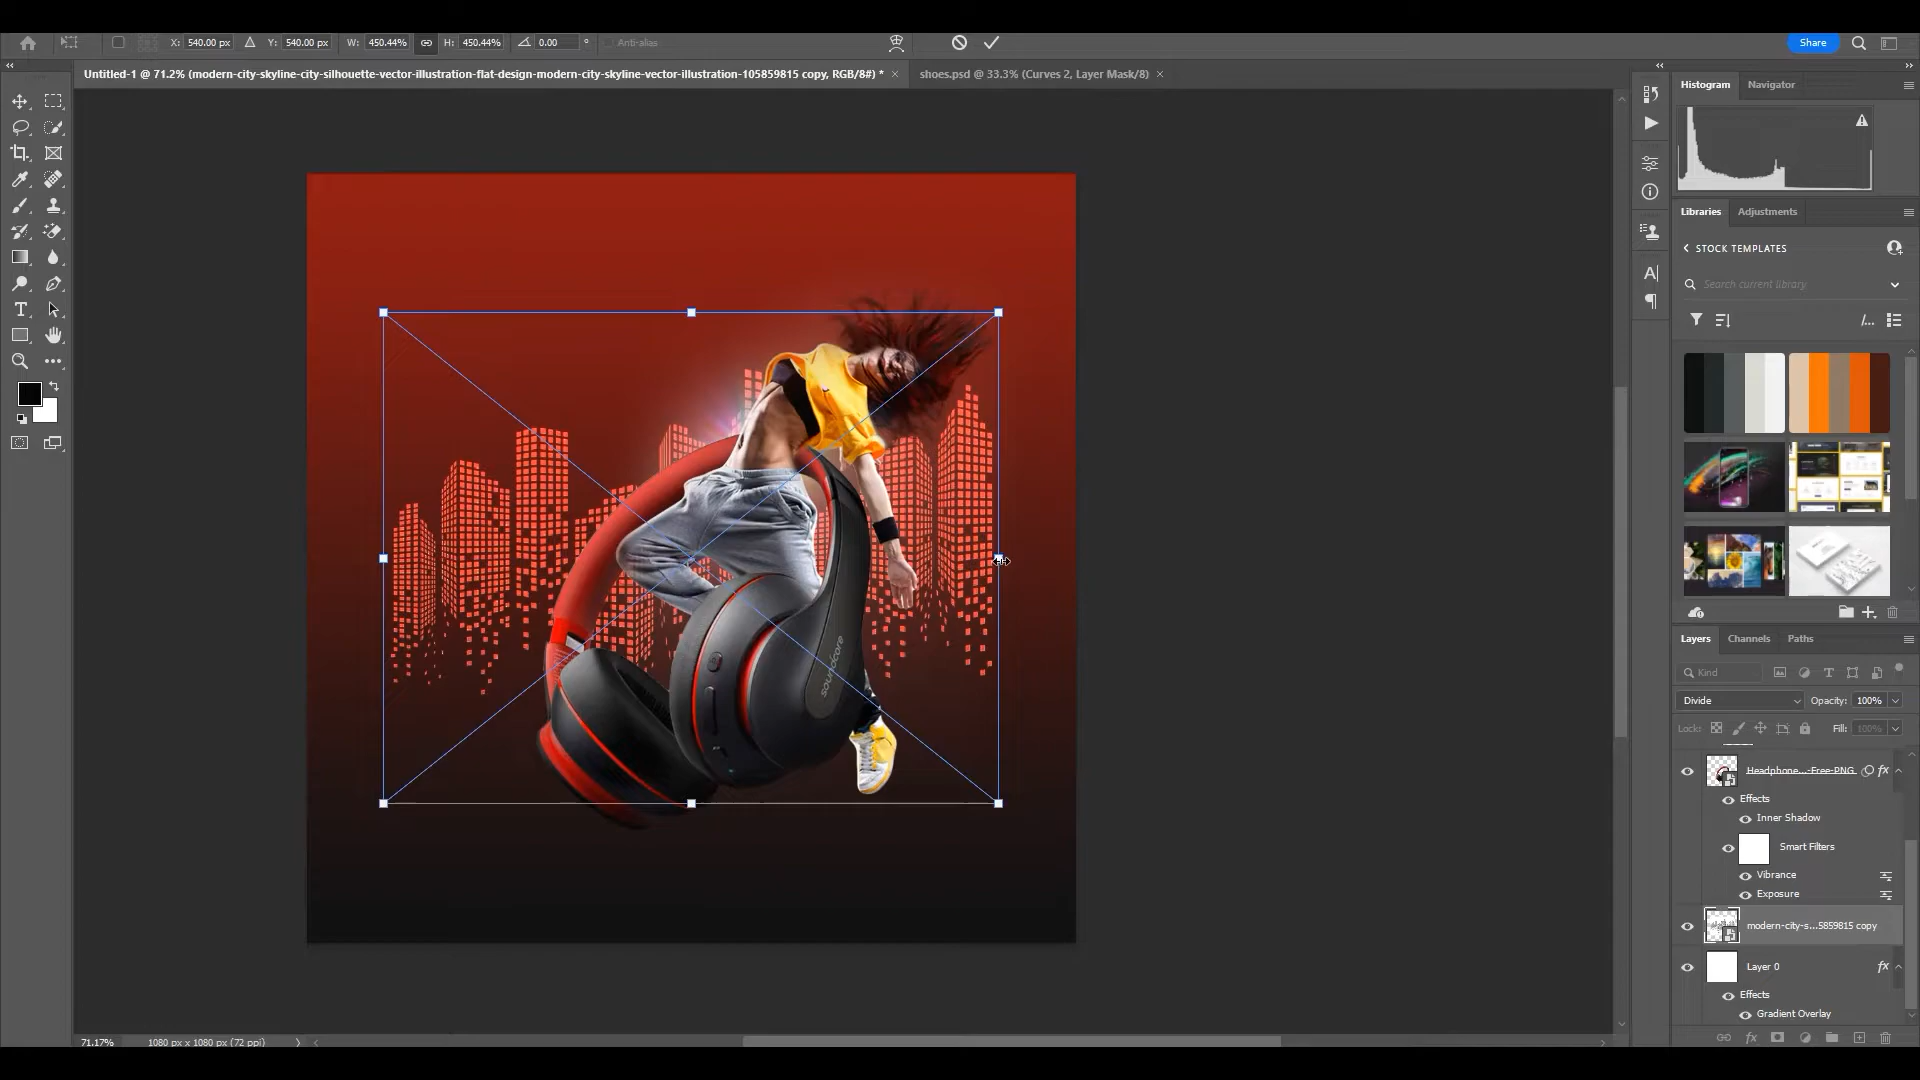 X: 540.00 px Y: 540.00 px W: 450.44% H: 450.44% 0.00 ° Anti-alias Share
Untitled-1 @ 71.2% (modern-city-skyline-city-silhouette-vector-illustration-flat-design-modern-city-skyline-vector-illustration-105859815 copy, RGB/8#) * × shoes.psd @ 33.3% (Curves 2, Layer Mask/8) ×
Histogram Navigator
Libraries Adjustments
STOCK TEMPLATES
Search current library
soundcore
Layers Channels Paths
Kind
Divide Opacity: 100%
Lock: Fill: 100%
Headphone...-Free-PNG fx
Effects
Inner Shadow
Smart Filters
Vibrance
Exposure
modern-city-s...5859815 copy
Layer 0 fx
Effects
Gradient Overlay
71.17% 1080 px x 1080 px (72 ppi)